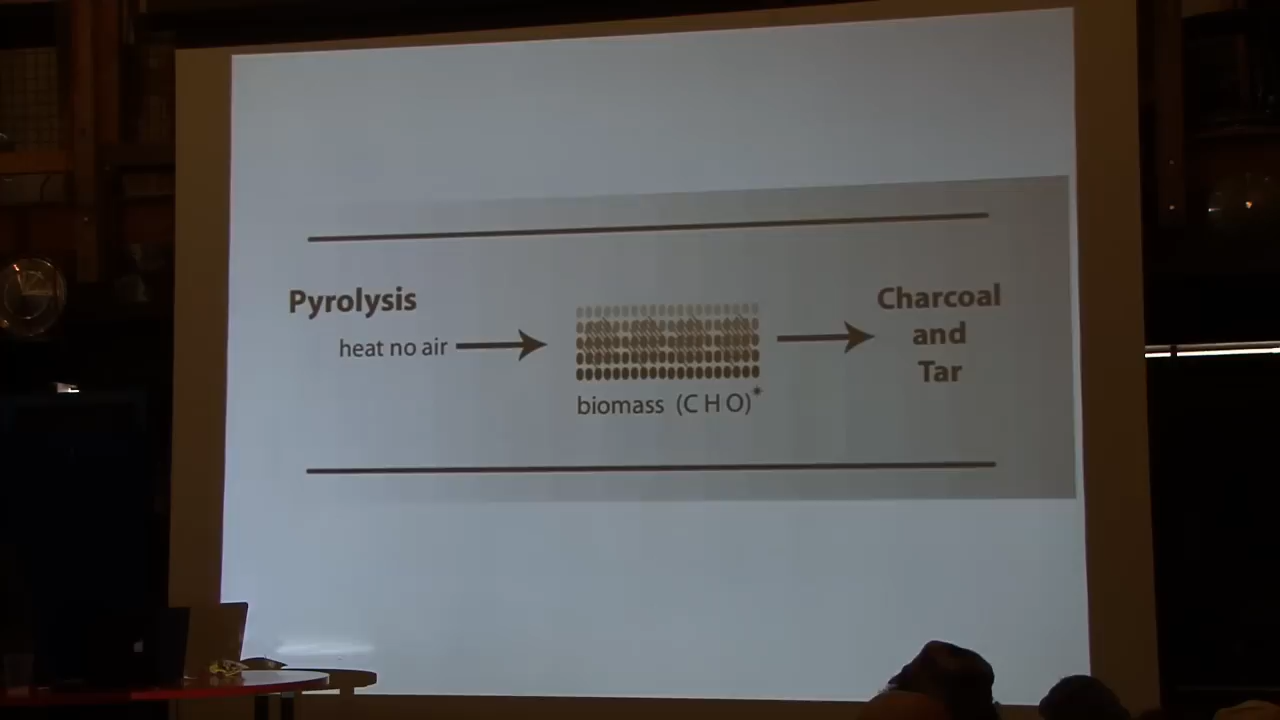 Pyrolysis
heat no air
biomass (C H O)*
Charcoal
and
Tar